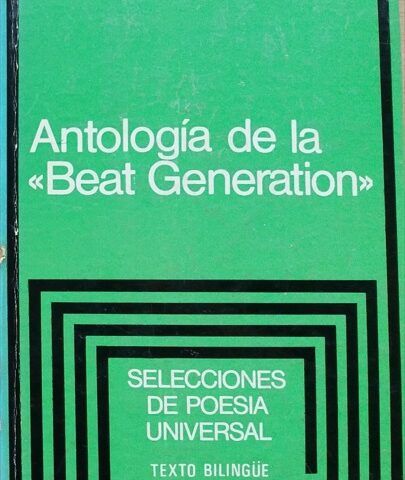 Antología de la
«Beat Generation»
SELECCIONES
DE POESIA
UNIVERSAL
TEXTO BILINGÜE